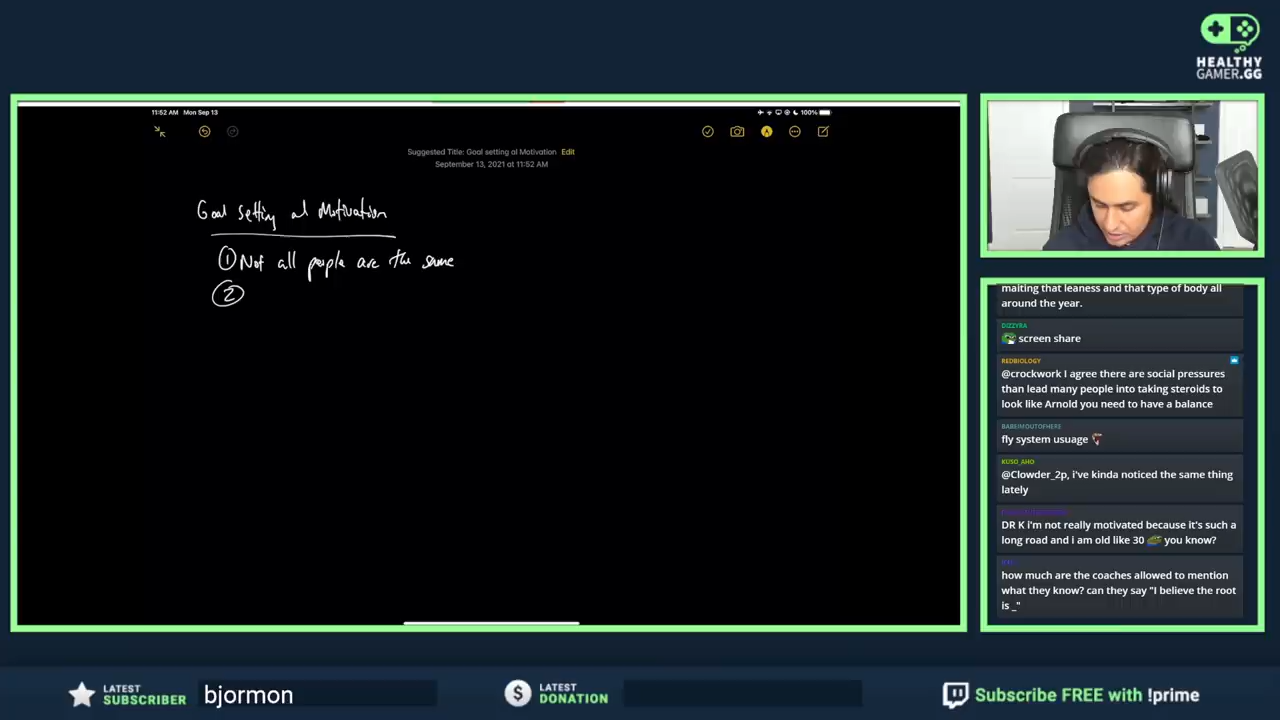 HEALTHY
GAMER.GG
11:52 AM Mon Sep 13
100%
Suggested Title: Goal setting al Motivation Edit
September 13, 2021 at 11:52 AM
Goal setting al Motivation
① Not all people are the same
②
maiting that leaness and that type of body all
around the year.
DIZZYRA
screen share
REDBIOLOGY
@crockwork I agree there are social pressures
than lead many people into taking steroids to
look like Arnold you need to have a balance
fly system usuage
KUSO_AHO
@Clowder_2p, i've kinda noticed the same thing
lately
DR K i'm not really motivated because it's such a
long road and i am old like 30 you know?
how much are the coaches allowed to mention
what they know? can they say "I believe the root
is _"
LATEST
SUBSCRIBER
bjormon
$
LATEST
DONATION
Subscribe FREE with !prime